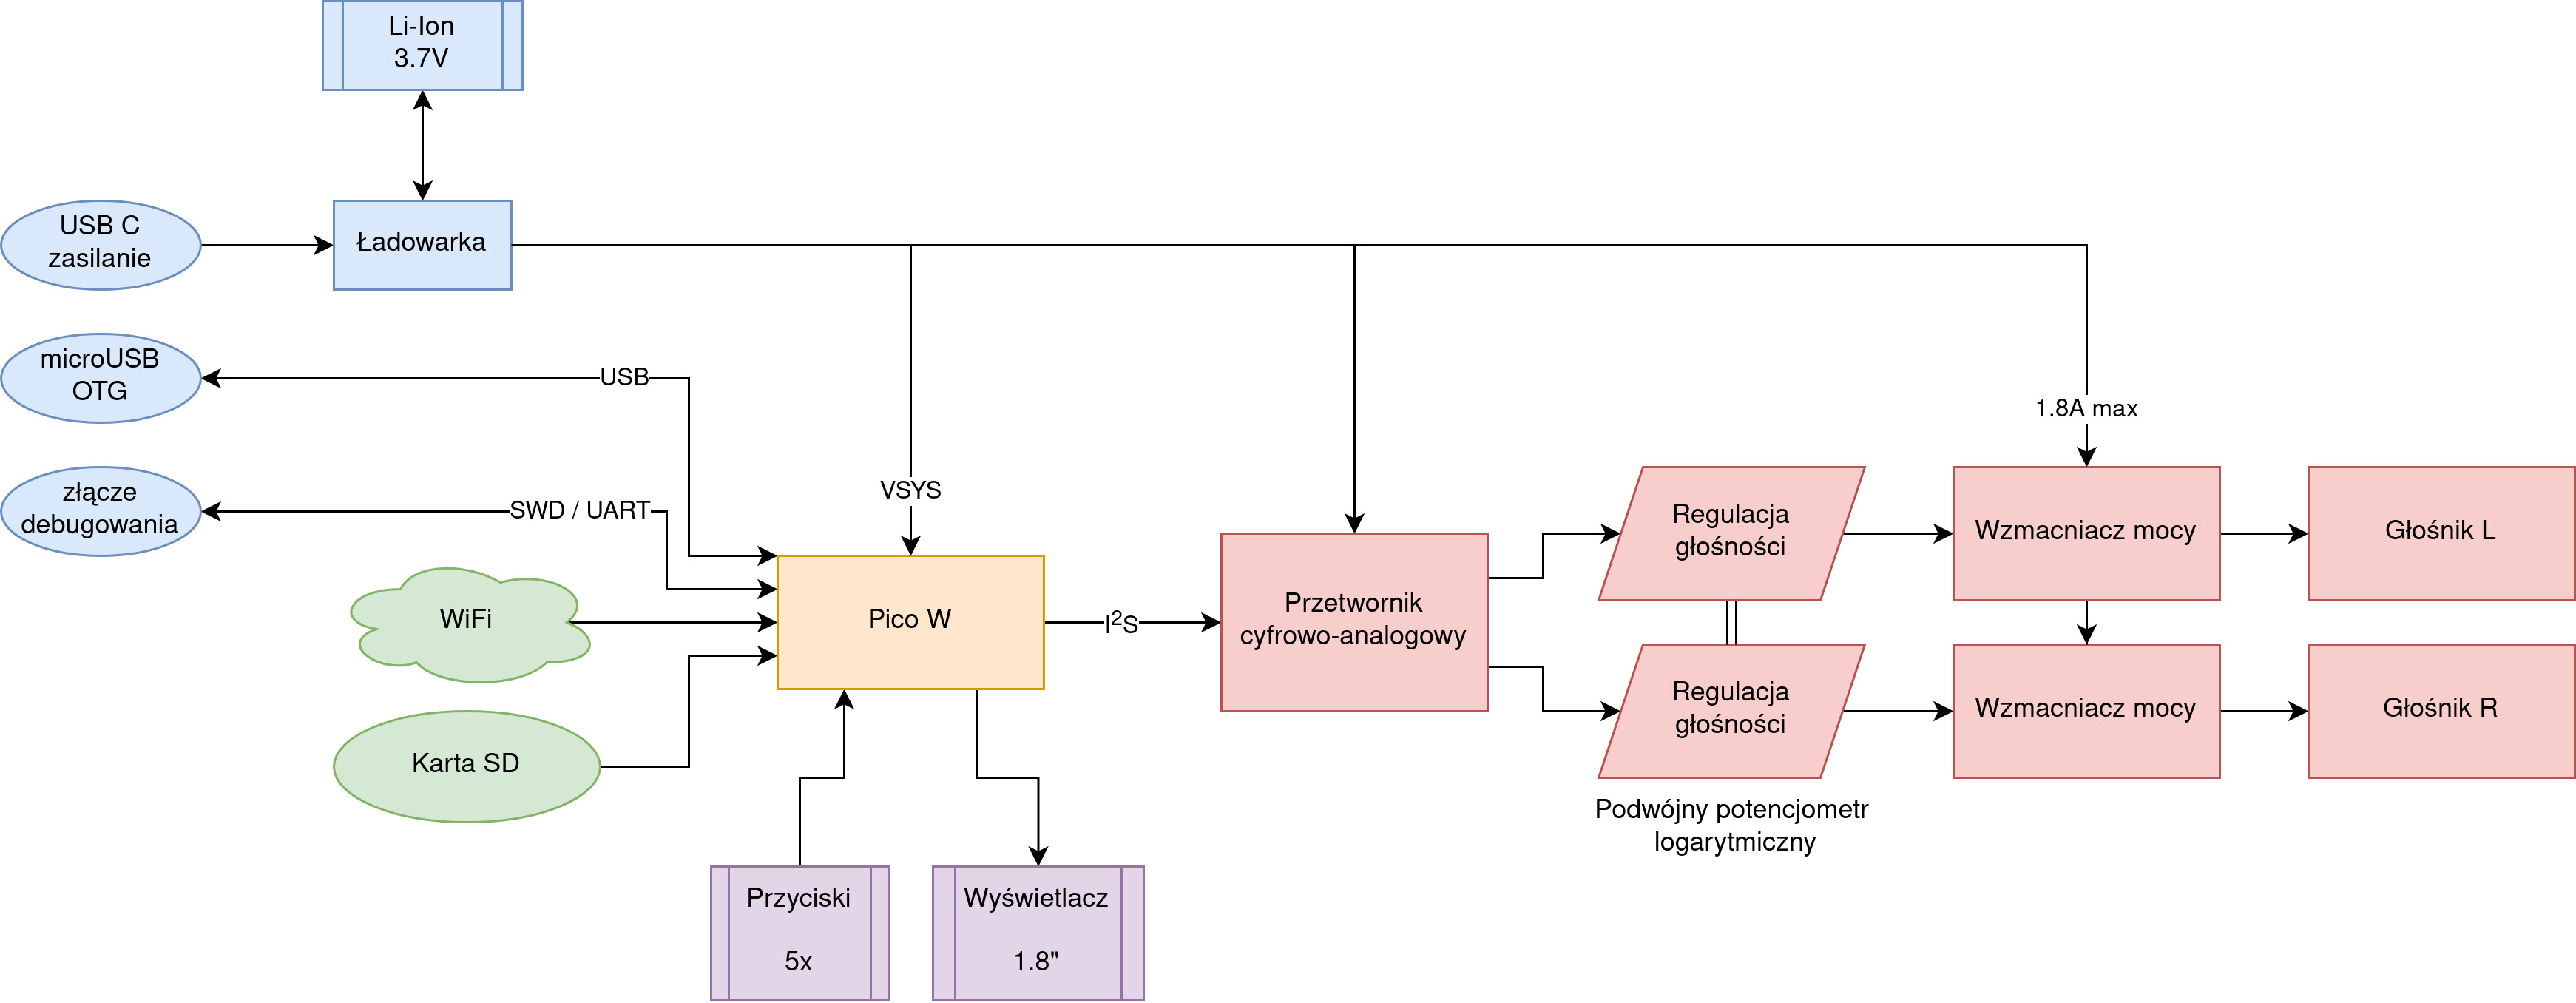 Li-Ion
3.7V
USB C
zasilanie
Ładowarka
microUSB
OTG
USB
1.8A max
złącze
debugowania
SWD / UART
VSYS
Regulacja
głośności
Wzmacniacz mocy
Głośnik L
WiFi
Pico W
I²S
Przetwornik
cyfrowo-analogowy
Regulacja
głośności
Wzmacniacz mocy
Głośnik R
Karta SD
Podwójny potencjometr
logarytmiczny
Przyciski
5x
Wyświetlacz
1.8"